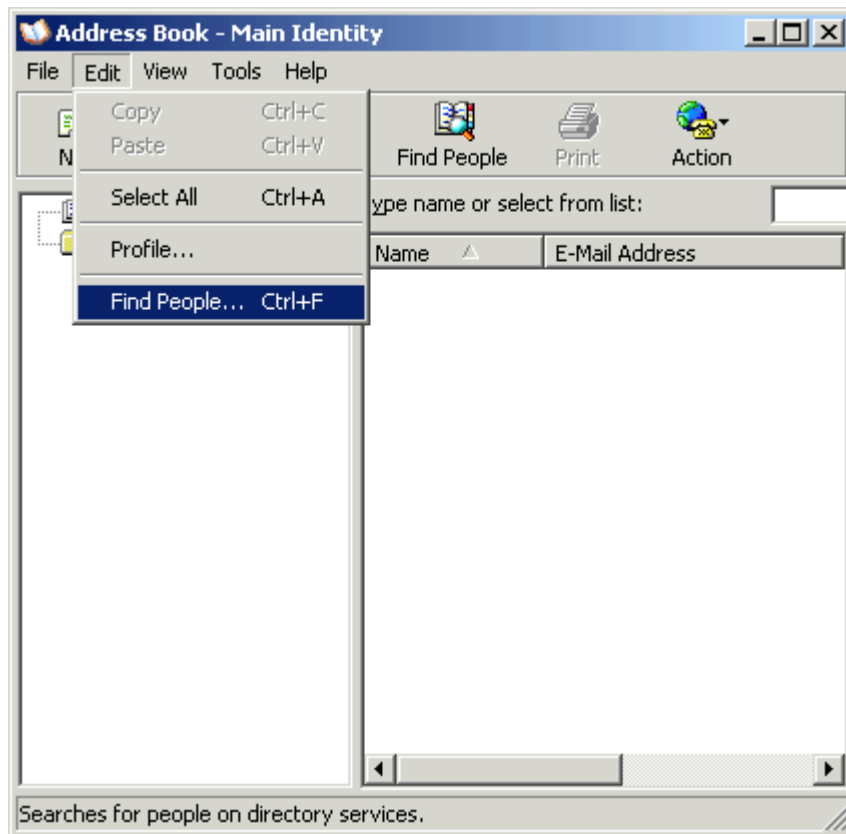 Address Book - Main Identity
File Edit View Tools Help
Copy Ctrl+C
Paste Ctrl+V
Select All Ctrl+A
Profile...
Find People... Ctrl+F
Find People Print Action
ype name or select from list:
Name E-Mail Address
Searches for people on directory services.